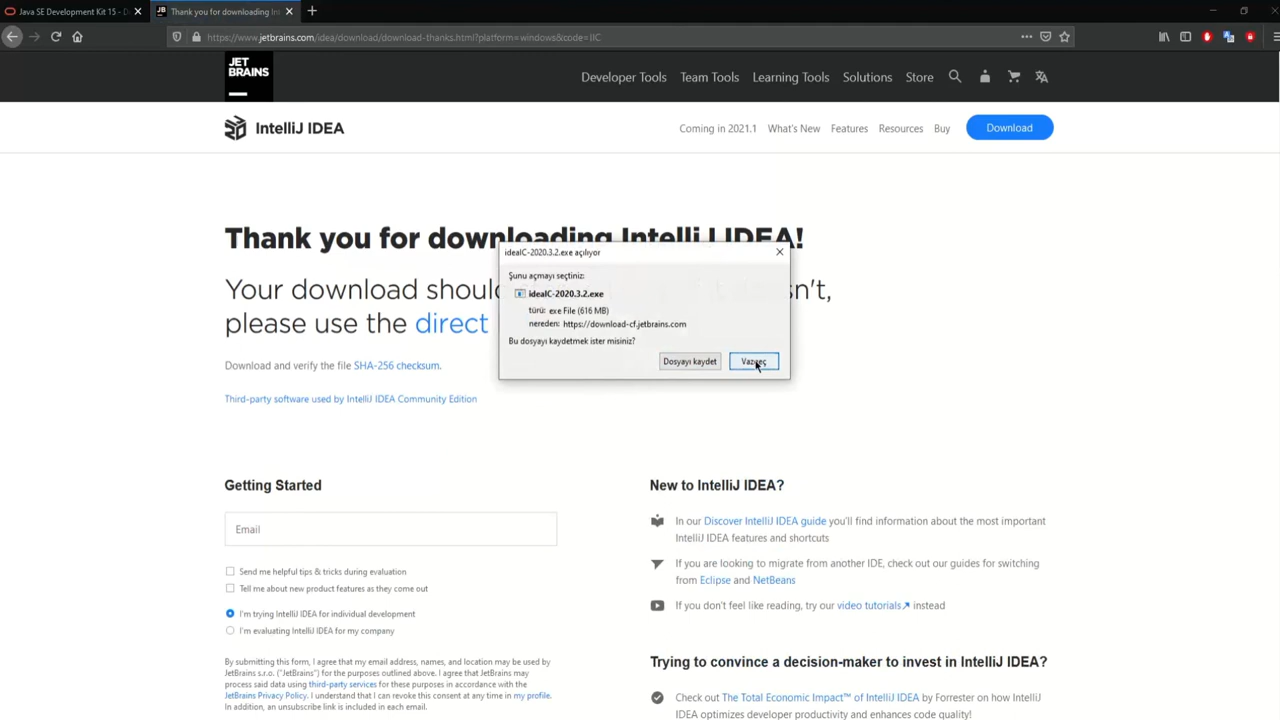 Java SE Development Kit 15 - D
Thank you for downloading Int
https://www.jetbrains.com/idea/download/download-thanks.html?platform=windows&code=IIC
JET
BRAINS
Developer Tools
Team Tools
Learning Tools
Solutions
Store
IntelliJ IDEA
Coming in 2021.1
What's New
Features
Resources
Buy
Download
Thank you for downloading IntelliJ IDEA!
Your download shoul
n't,
please use the direct
Download and verify the file SHA-256 checksum.
Third-party software used by IntelliJ IDEA Community Edition
ideaIC-2020.3.2.exe açılıyor
Şunu açmayı seçtiniz:
ideaIC-2020.3.2.exe
türü: exe File (616 MB)
nereden: https://download-cf.jetbrains.com
Bu dosyayı kaydetmek ister misiniz?
Dosyayı kaydet
Vazgeç
Getting Started
Email
Send me helpful tips & tricks during evaluation
Tell me about new product features as they come out
I'm trying IntelliJ IDEA for individual development
I'm evaluating IntelliJ IDEA for my company
By submitting this form, I agree that my email address, names, and location may be used by
JetBrains s.r.o. ("JetBrains") for the purposes outlined above. I agree that JetBrains may
process said data using third-party services for these purposes in accordance with the
JetBrains Privacy Policy. I understand that I can revoke this consent at any time in my profile.
In addition, an unsubscribe link is included in each email.
New to IntelliJ IDEA?
In our Discover IntelliJ IDEA guide you'll find information about the most important
IntelliJ IDEA features and shortcuts
If you are looking to migrate from another IDE, check out our guides for switching
from Eclipse and NetBeans
If you don't feel like reading, try our video tutorials↗ instead
Trying to convince a decision-maker to invest in IntelliJ IDEA?
Check out The Total Economic Impact™ of IntelliJ IDEA by Forrester on how IntelliJ
IDEA optimizes developer productivity and enhances code quality!